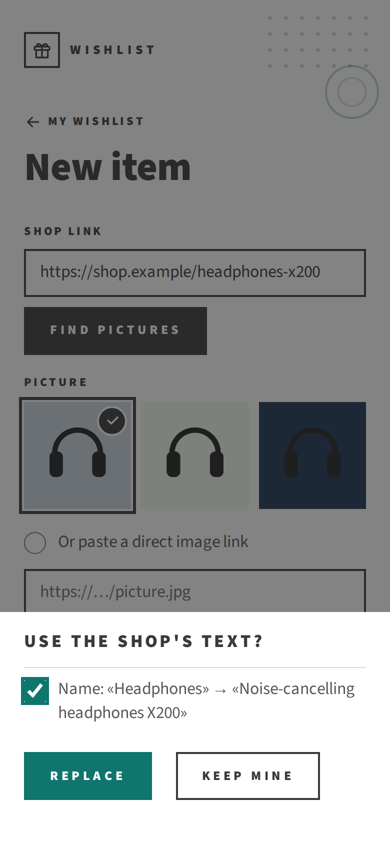 WISHLIST
← MY WISHLIST
New item
SHOP LINK
https://shop.example/headphones-x200
FIND PICTURES
PICTURE
Or paste a direct image link
https://…/picture.jpg
USE THE SHOP'S TEXT?
Name: «Headphones» → «Noise-cancelling
headphones X200»
REPLACE
KEEP MINE